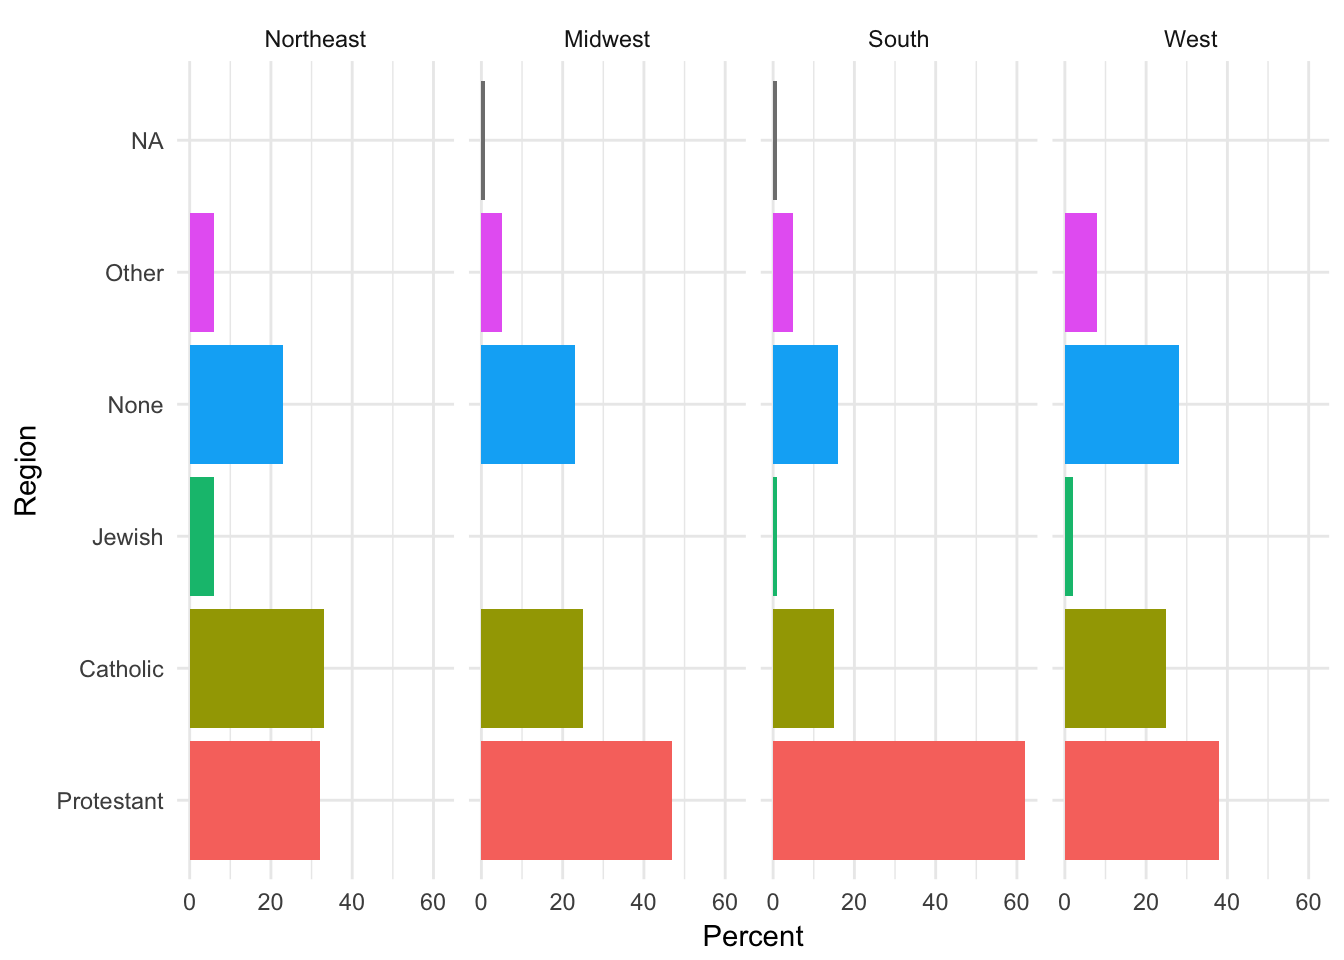 Northeast Midwest South West
NA
Other
None
Jewish
Catholic
Protestant
Region
0 20 40 60 0 20 40 60 0 20 40 60 0 20 40 60
Percent